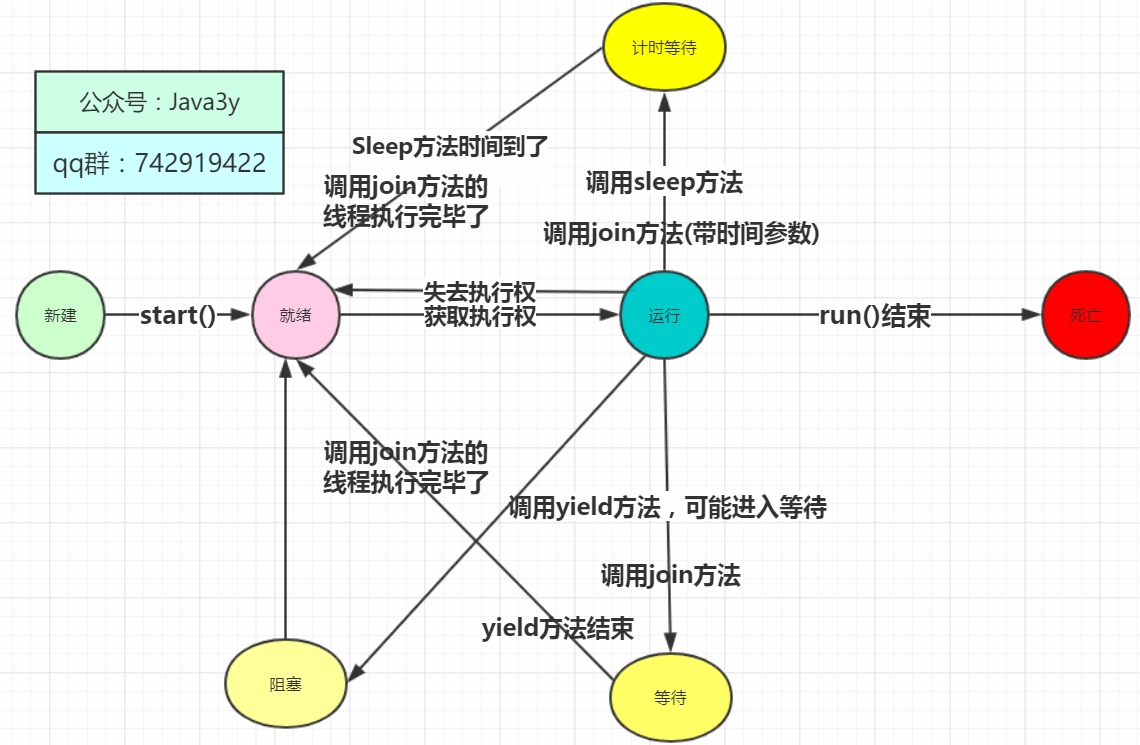 计时等待
公众号：Java3y
qq群：742919422
Sleep方法时间到了
调用join方法的
线程执行完毕了
调用sleep方法
调用join方法(带时间参数)
新建
start()
就绪
失去执行权
获取执行权
运行
run()结束
死亡
调用join方法的
线程执行完毕了
调用yield方法，可能进入等待
调用join方法
yield方法结束
阻塞
等待